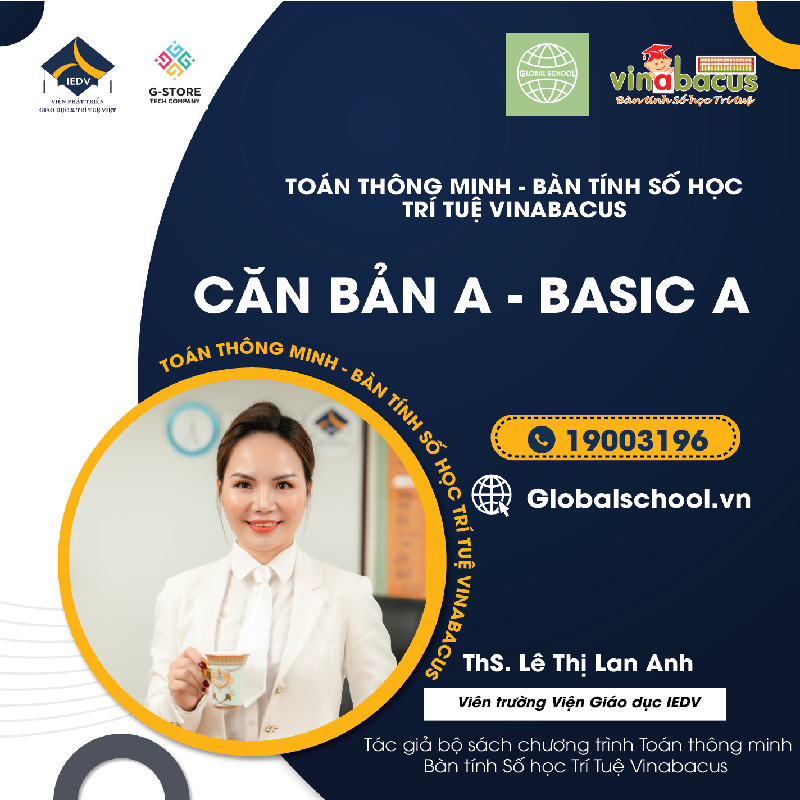 IEDV
VIỆN PHÁT TRIỂN
GIÁO DỤC & TRÍ TUỆ VIỆT
G-STORE
TECH COMPANY
GLOBAL SCHOOL
vinabacus
Bàn tính Số học Trí tuệ
TOÁN THÔNG MINH - BÀN TÍNH SỐ HỌC
TRÍ TUỆ VINABACUS
CĂN BẢN A - BASIC A
TOÁN THÔNG MINH - BÀN TÍNH SỐ HỌC TRÍ TUỆ VINABACUS
19003196
Globalschool.vn
ThS. Lê Thị Lan Anh
Viên trường Viện Giáo dục IEDV
Tác giả bộ sách chương trình Toán thông minh
Bàn tính Số học Trí Tuệ Vinabacus